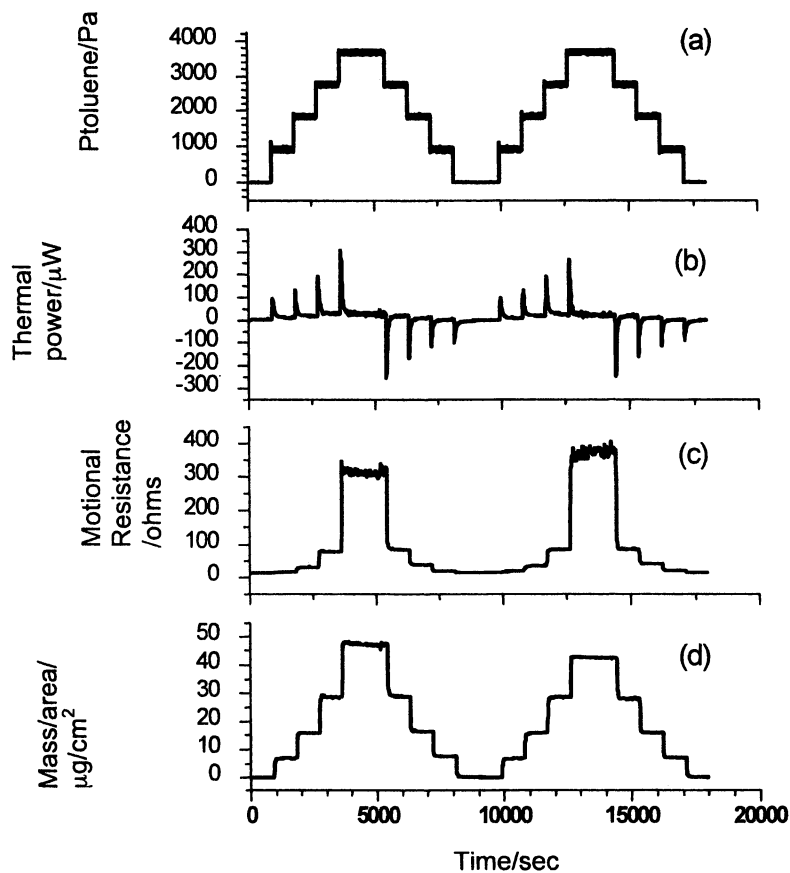 (a)
Ptoluene/Pa
4000
3000
2000
1000
0
(b)
Thermal
power/μW
400
300
200
100
0
-100
-200
-300
(c)
Motional
Resistance
/ohms
400
300
200
100
0
(d)
Mass/area/
μg/cm²
50
40
30
20
10
0
0 5000 10000 15000 20000
Time/sec